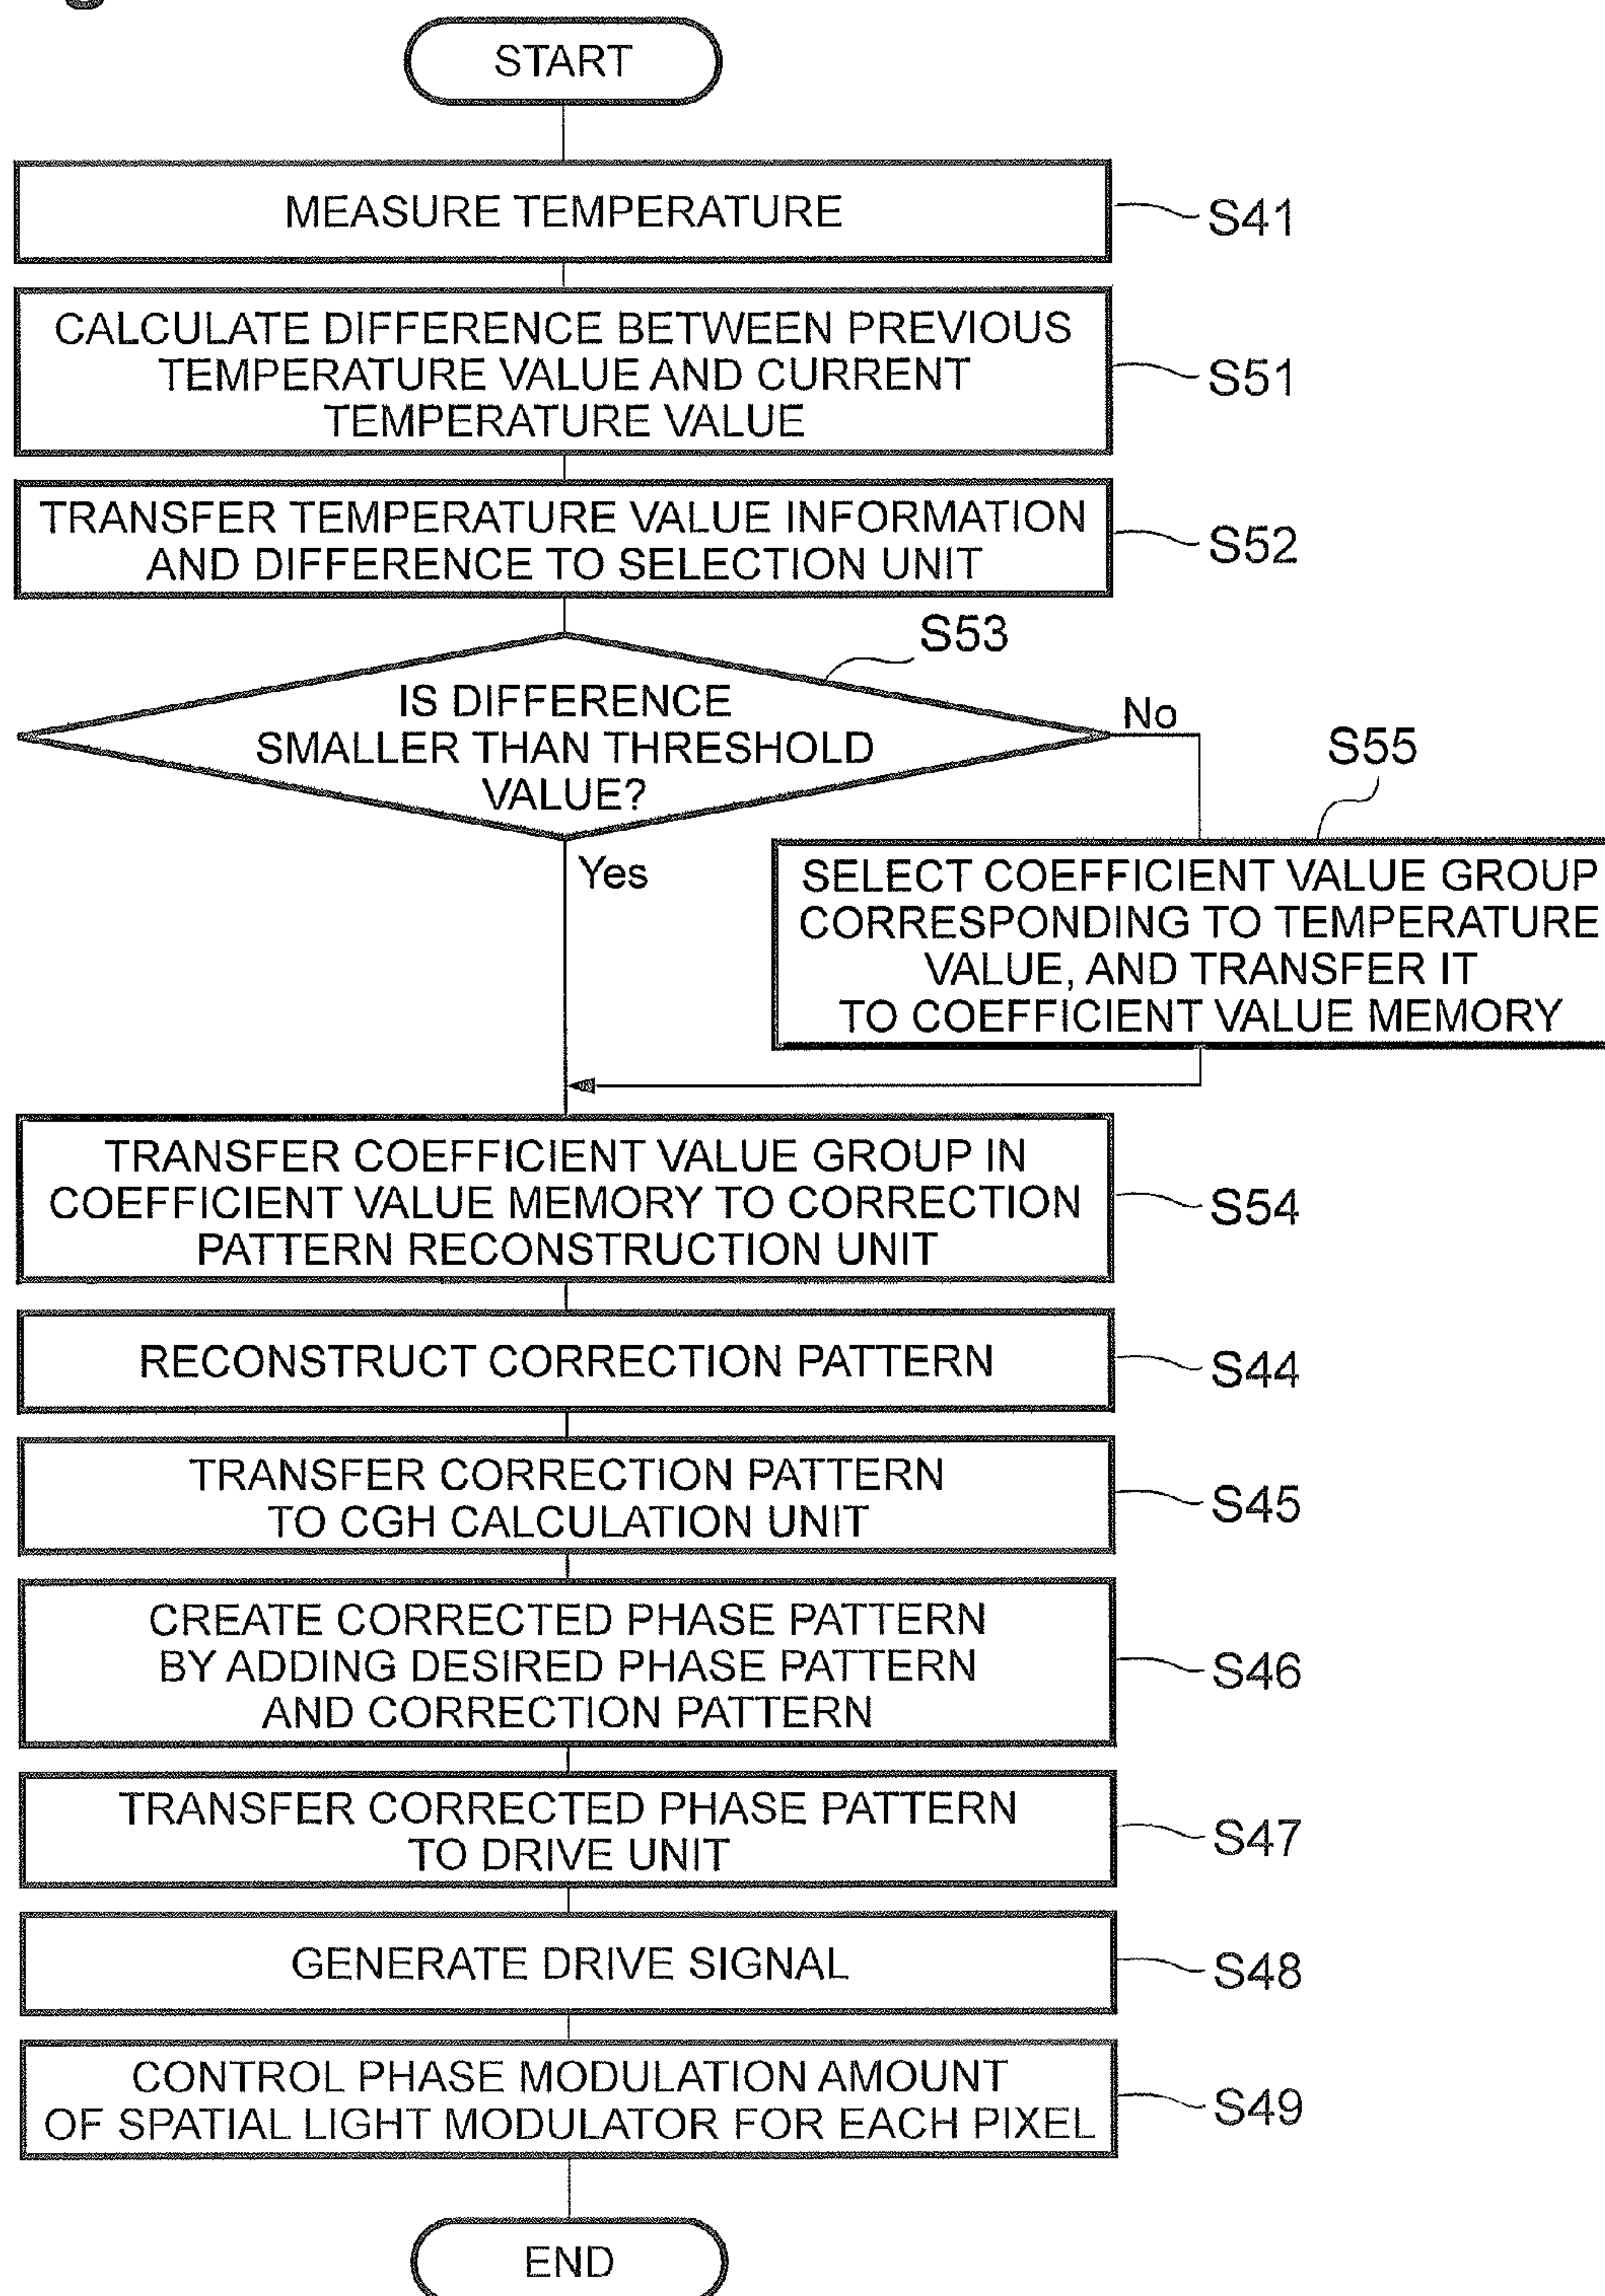 START
MEASURE TEMPERATURE
S41
CALCULATE DIFFERENCE BETWEEN PREVIOUS
TEMPERATURE VALUE AND CURRENT
TEMPERATURE VALUE
S51
TRANSFER TEMPERATURE VALUE INFORMATION
AND DIFFERENCE TO SELECTION UNIT
S52
S53
IS DIFFERENCE
SMALLER THAN THRESHOLD
VALUE?
No
Yes
S55
SELECT COEFFICIENT VALUE GROUP
CORRESPONDING TO TEMPERATURE
VALUE, AND TRANSFER IT
TO COEFFICIENT VALUE MEMORY
TRANSFER COEFFICIENT VALUE GROUP IN
COEFFICIENT VALUE MEMORY TO CORRECTION
PATTERN RECONSTRUCTION UNIT
S54
RECONSTRUCT CORRECTION PATTERN
S44
TRANSFER CORRECTION PATTERN
TO CGH CALCULATION UNIT
S45
CREATE CORRECTED PHASE PATTERN
BY ADDING DESIRED PHASE PATTERN
AND CORRECTION PATTERN
S46
TRANSFER CORRECTED PHASE PATTERN
TO DRIVE UNIT
S47
GENERATE DRIVE SIGNAL
S48
CONTROL PHASE MODULATION AMOUNT
OF SPATIAL LIGHT MODULATOR FOR EACH PIXEL
S49
END